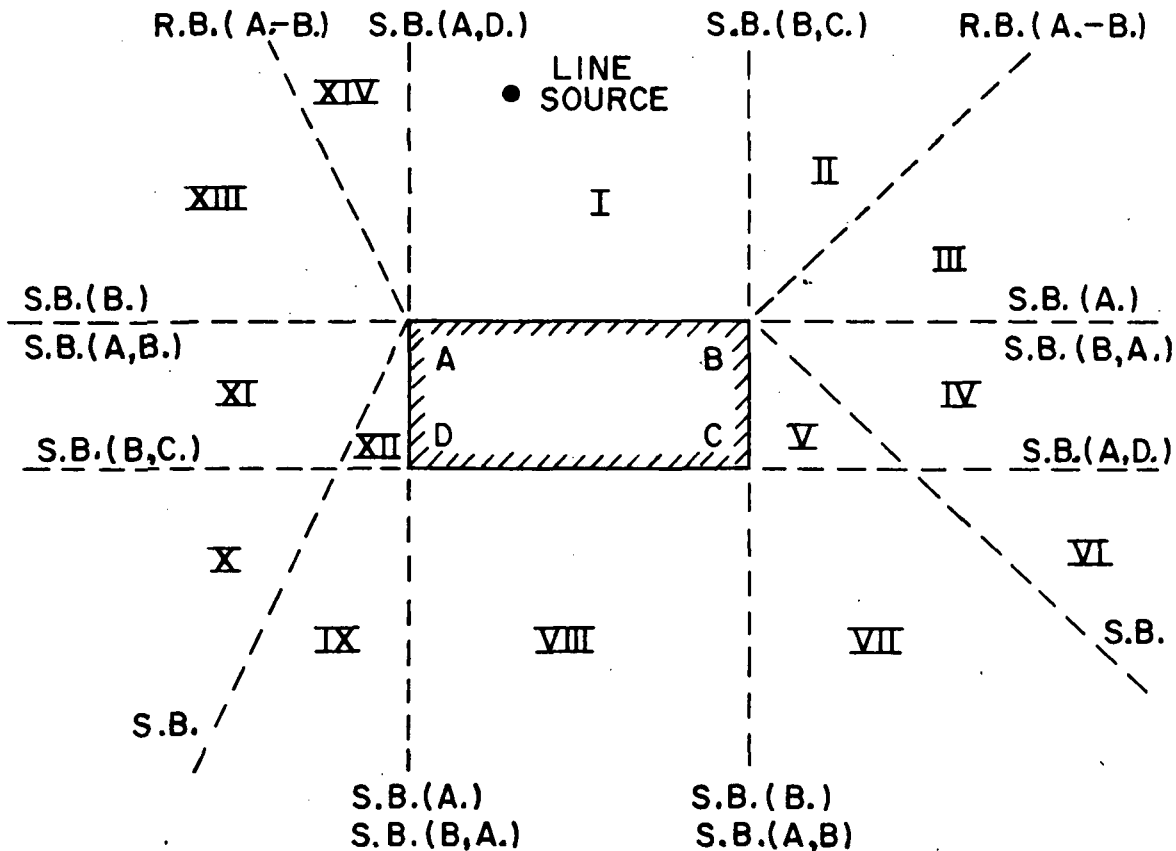 R.B.(A.-B.) S.B.(A,D.) S.B.(B,C.) R.B.(A.-B.)
XIV
LINE
SOURCE
II
XIII
I
III
S.B.(B.)
S.B.(A.)
S.B.(A,B.)
S.B.(B,A.)
A B
XI
IV
XII
D C
V
S.B.(B,C.)
S.B.(A,D.)
X
VI
IX
VIII
VII
S.B.
S.B.
S.B.(A.)
S.B.(B,A.)
S.B.(B.)
S.B.(A,B)